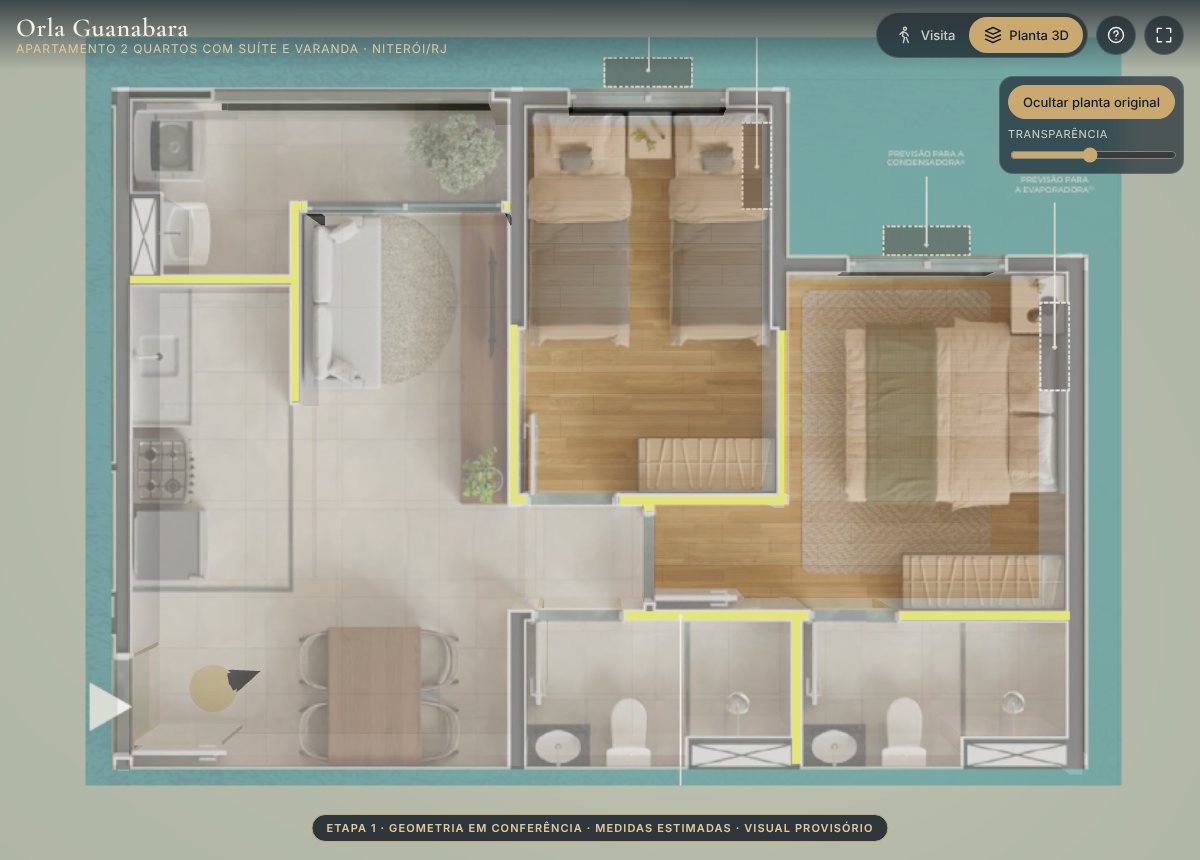 Orla Guanabara
APARTAMENTO 2 QUARTOS COM SUÍTE E VARANDA · NITERÓI/RJ
Visita
Planta 3D
Ocultar planta original
TRANSPARÊNCIA
PREVISÃO PARA A
CONDENSADORA
PREVISÃO PARA
A EVAPORADORA
ETAPA 1 · GEOMETRIA EM CONFERÊNCIA · MEDIDAS ESTIMADAS · VISUAL PROVISÓRIO